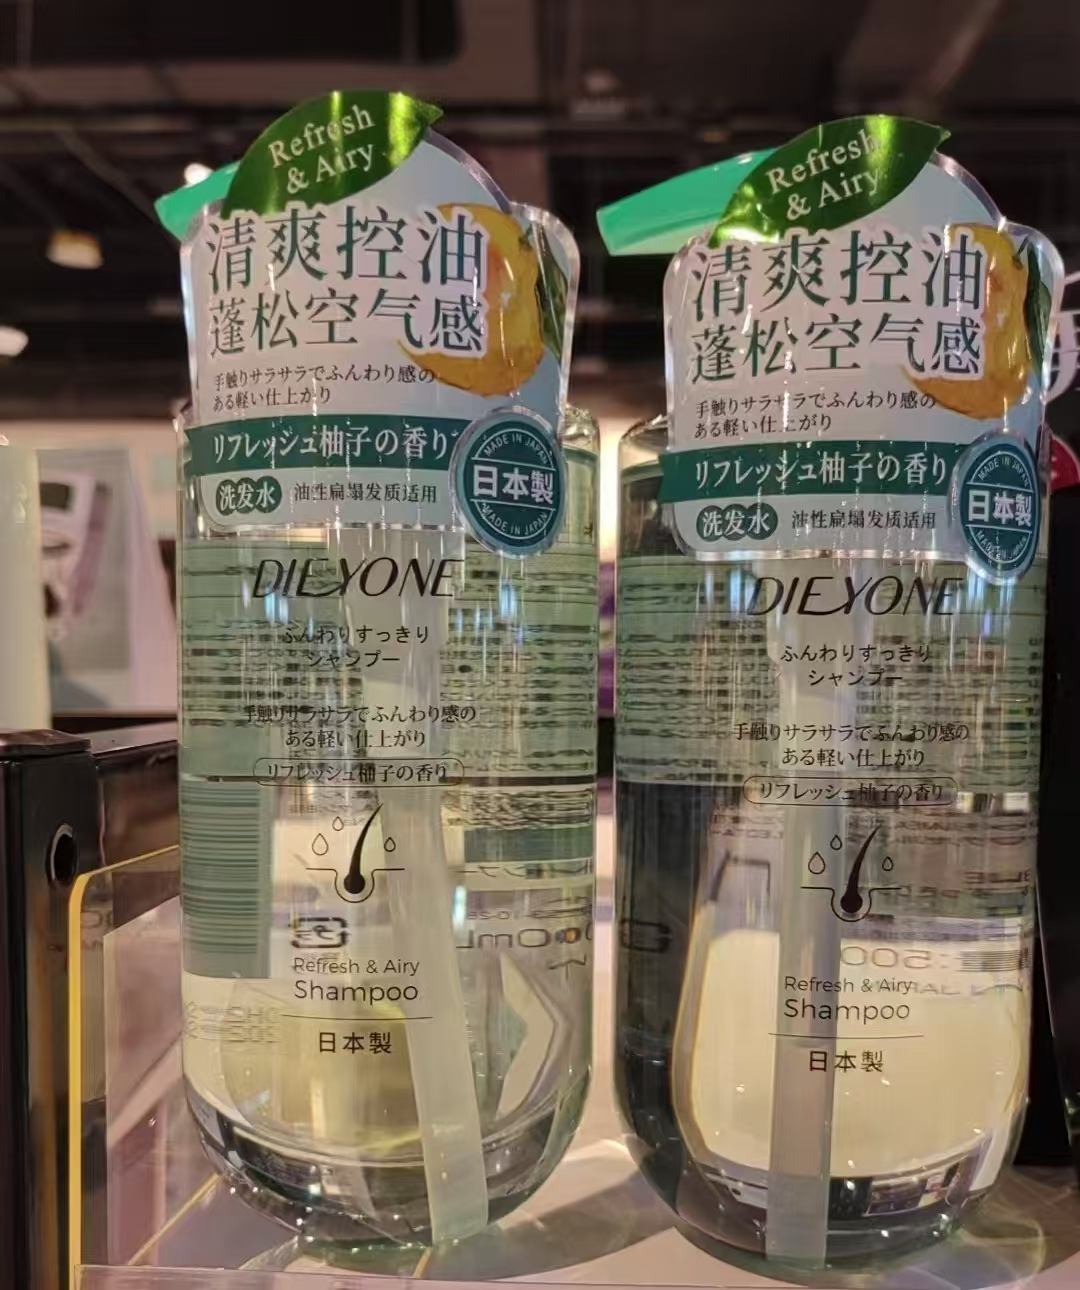 Refresh
& Airy
清爽控油
蓬松空气感
手触りサラサラでふんわり感の
ある軽い仕上がり
リフレッシュ柚子の香り
洗发水 油性扁塌发质适用
MADE IN JAPAN
日本製
MADE IN JAPAN
DIEYONE
ふんわりすっきり
シャンプー
手触りサラサラでふんわり感の
ある軽い仕上がり
リフレッシュ柚子の香り
Refresh & Airy
Shampoo
日本製
Refresh
& Airy
清爽控油
蓬松空气感
手触りサラサラでふんわり感の
ある軽い仕上がり
リフレッシュ柚子の香り
洗发水 油性扁塌发质适用
MADE IN JAPAN
日本製
MADE IN JAPAN
DIEYONE
ふんわりすっきり
シャンプー
手触りサラサラでふんわり感の
ある軽い仕上がり
リフレッシュ柚子の香り
Refresh & Airy
Shampoo
日本製